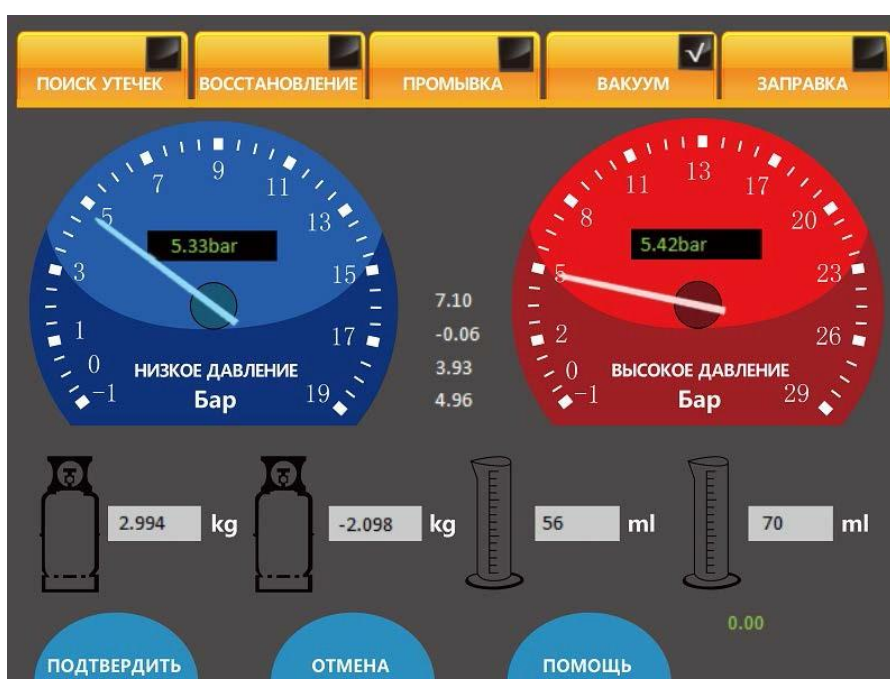 ПОИСК УТЕЧЕК ВОССТАНОВЛЕНИЕ ПРОМЫВКА ВАКУУМ ЗАПРАВКА
-1 0 1 3 5 7 9 11 13 15 17 19
5.33bar
НИЗКОЕ ДАВЛЕНИЕ
Бар
7.10
-0.06
3.93
4.96
-1 0 2 5 8 11 13 17 20 23 26 29
5.42bar
ВЫСОКОЕ ДАВЛЕНИЕ
Бар
2.994 kg -2.098 kg 56 ml 70 ml
0.00
ПОДТВЕРДИТЬ ОТМЕНА ПОМОЩЬ